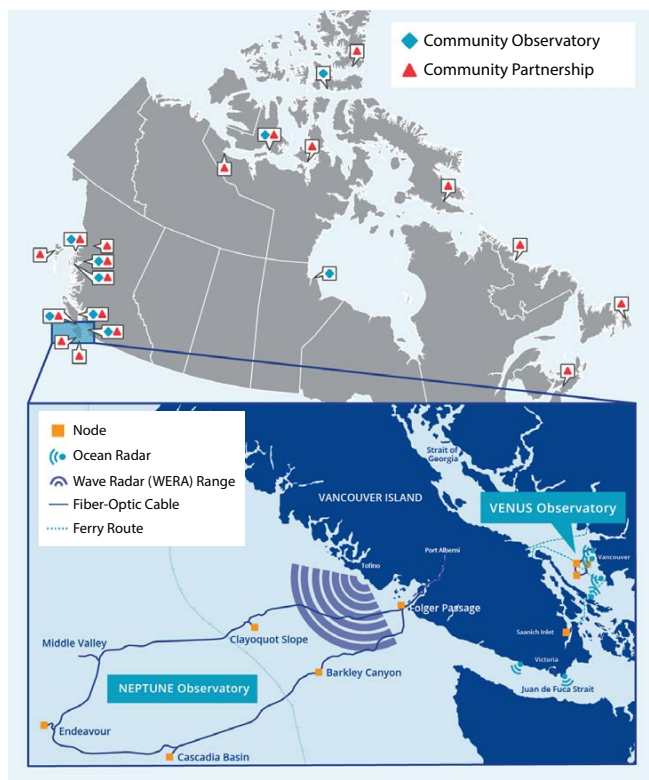 Community Observatory
Community Partnership
Node
Ocean Radar
Wave Radar (WERA) Range
Fiber-Optic Cable
Ferry Route
Strait of
Georgia
VANCOUVER ISLAND
VENUS Observatory
Port Alberni
Vancouver
Tofino
Folger Passage
Clayoquot Slope
Saanich Inlet
Middle Valley
Victoria
Barkley Canyon
NEPTUNE Observatory
Juan de Fuca Strait
Endeavour
Cascadia Basin